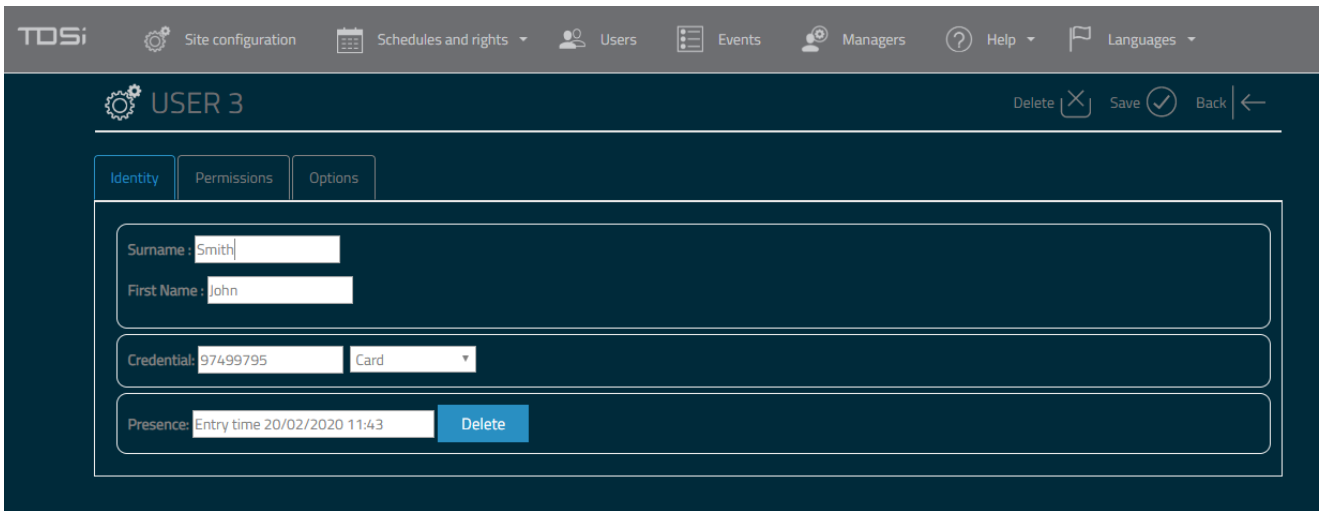 TDSi Site configuration Schedules and rights Users Events Managers Help Languages
USER 3 Delete Save Back
Identity Permissions Options
Surname : Smith
First Name : John
Credential: 97499795 Card
Presence: Entry time 20/02/2020 11:43 Delete